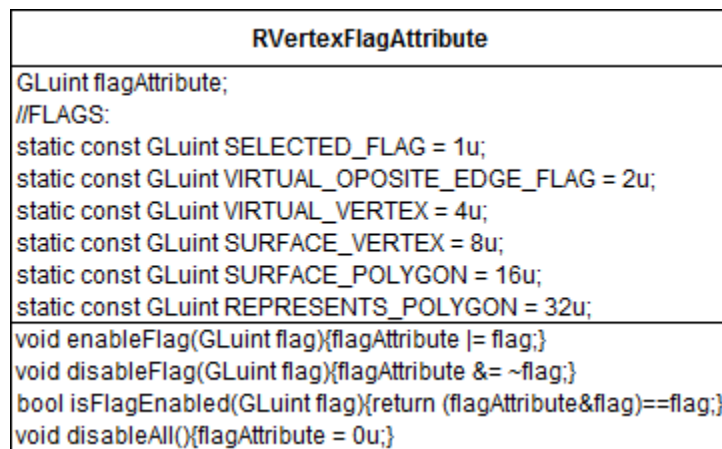 RVertexFlagAttribute
GLuint flagAttribute;
//FLAGS:
static const GLuint SELECTED_FLAG = 1u;
static const GLuint VIRTUAL_OPOSITE_EDGE_FLAG = 2u;
static const GLuint VIRTUAL_VERTEX = 4u;
static const GLuint SURFACE_VERTEX = 8u;
static const GLuint SURFACE_POLYGON = 16u;
static const GLuint REPRESENTS_POLYGON = 32u;
void enableFlag(GLuint flag){flagAttribute |= flag;}
void disableFlag(GLuint flag){flagAttribute &= ~flag;}
bool isFlagEnabled(GLuint flag){return (flagAttribute&flag)==flag;}
void disableAll(){flagAttribute = 0u;}